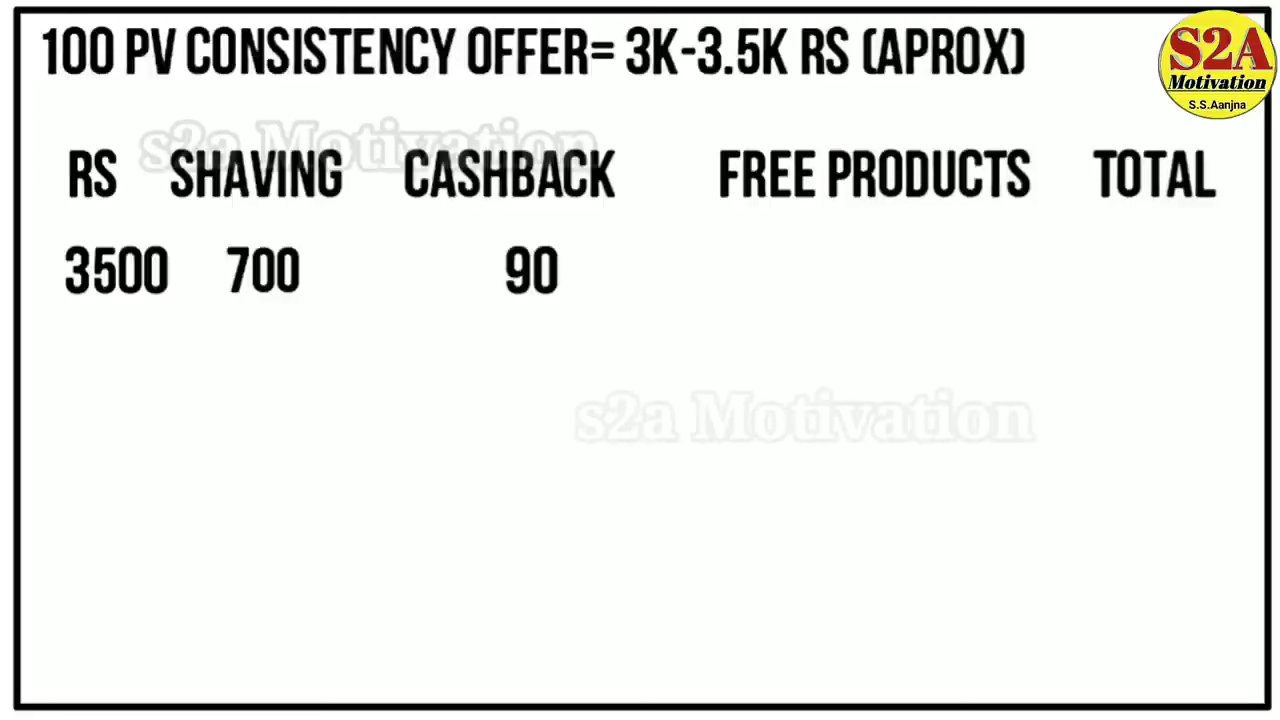 100 PV CONSISTENCY OFFER= 3K-3.5K RS (APROX)
S2A
Motivation
S.S.Aanjna
s2a Motivation
RS SHAVING CASHBACK FREE PRODUCTS TOTAL
3500 700 90
s2a Motivation